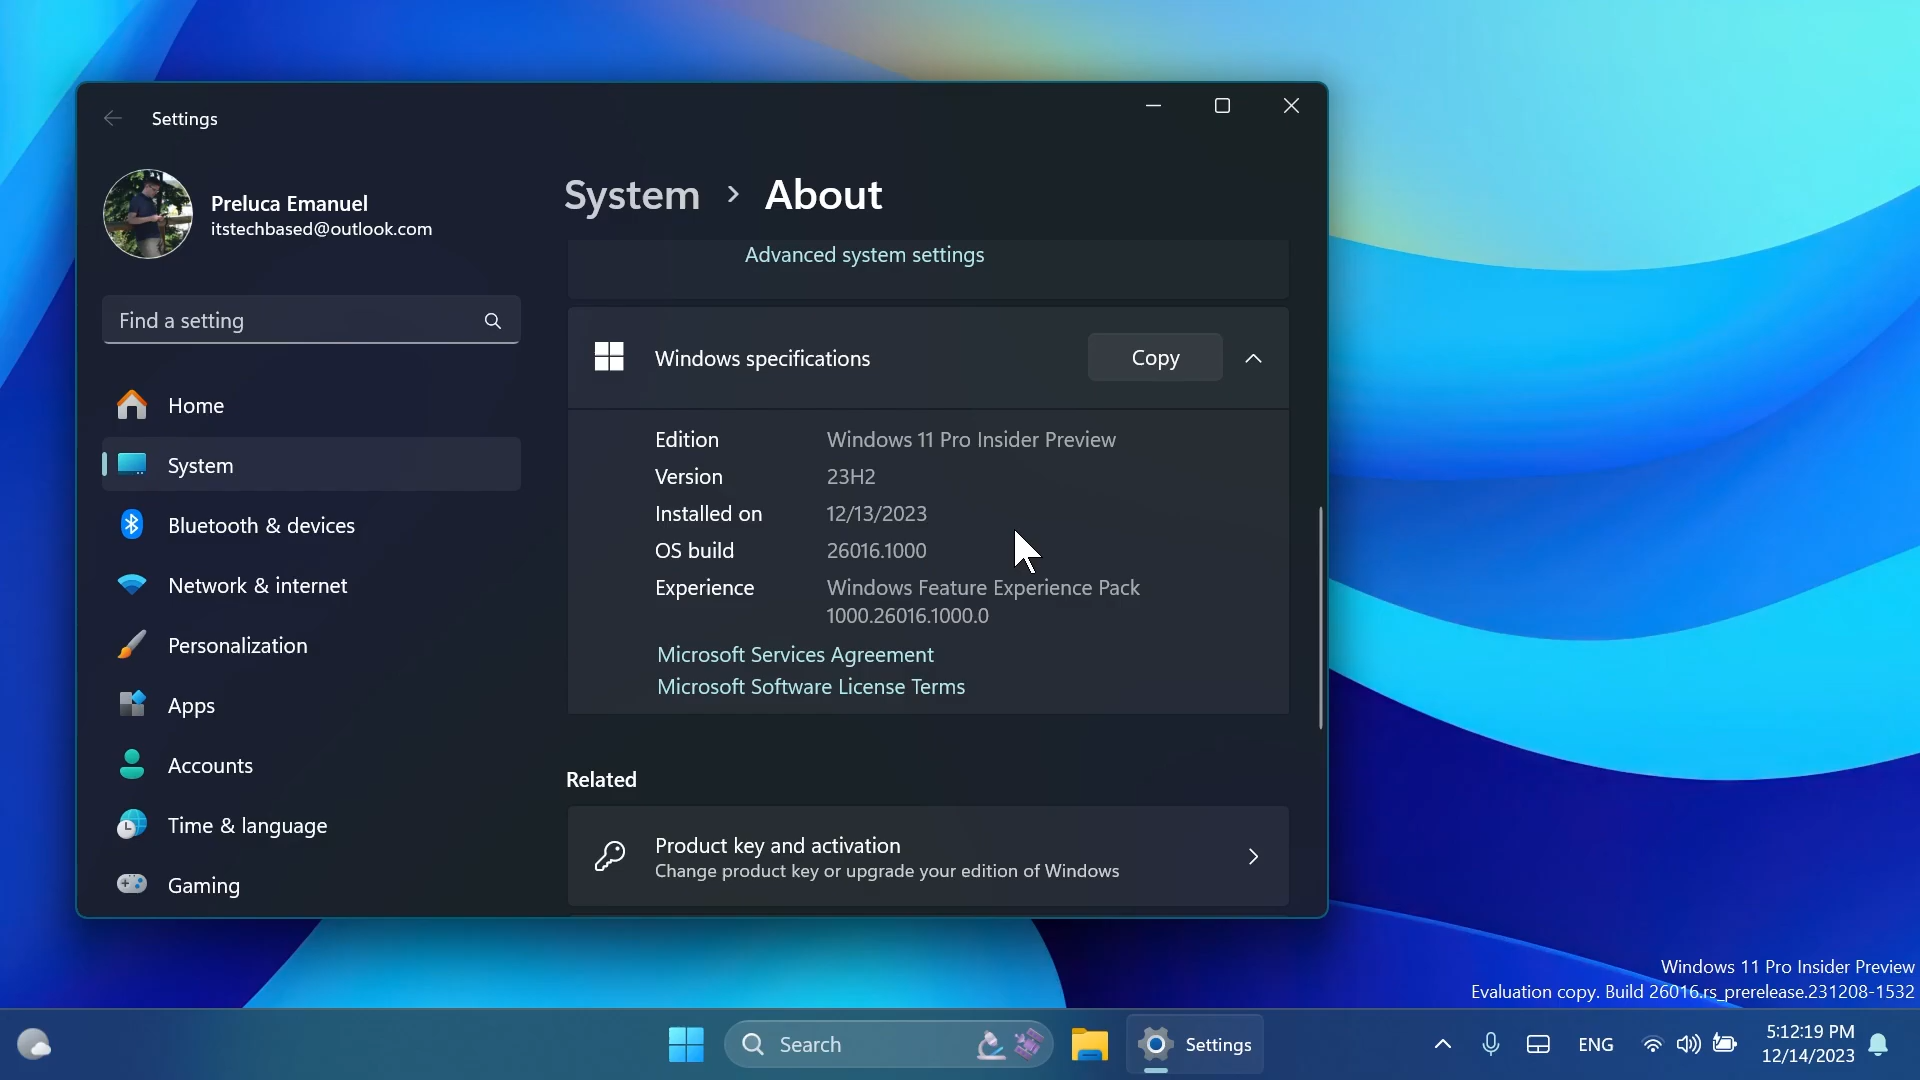 Settings
Preluca Emanuel
itstechbased@outlook.com
Find a setting
Home
System
Bluetooth & devices
Network & internet
Personalization
Apps
Accounts
Time & language
Gaming
System > About
Advanced system settings
Windows specifications
Copy
Edition Windows 11 Pro Insider Preview
Version 23H2
Installed on 12/13/2023
OS build 26016.1000
Experience Windows Feature Experience Pack
1000.26016.1000.0
Microsoft Services Agreement
Microsoft Software License Terms
Related
Product key and activation
Change product key or upgrade your edition of Windows
Windows 11 Pro Insider Preview
Evaluation copy. Build 26016.rs_prerelease.231208-1532
Search
Settings
ENG
5:12:19 PM
12/14/2023